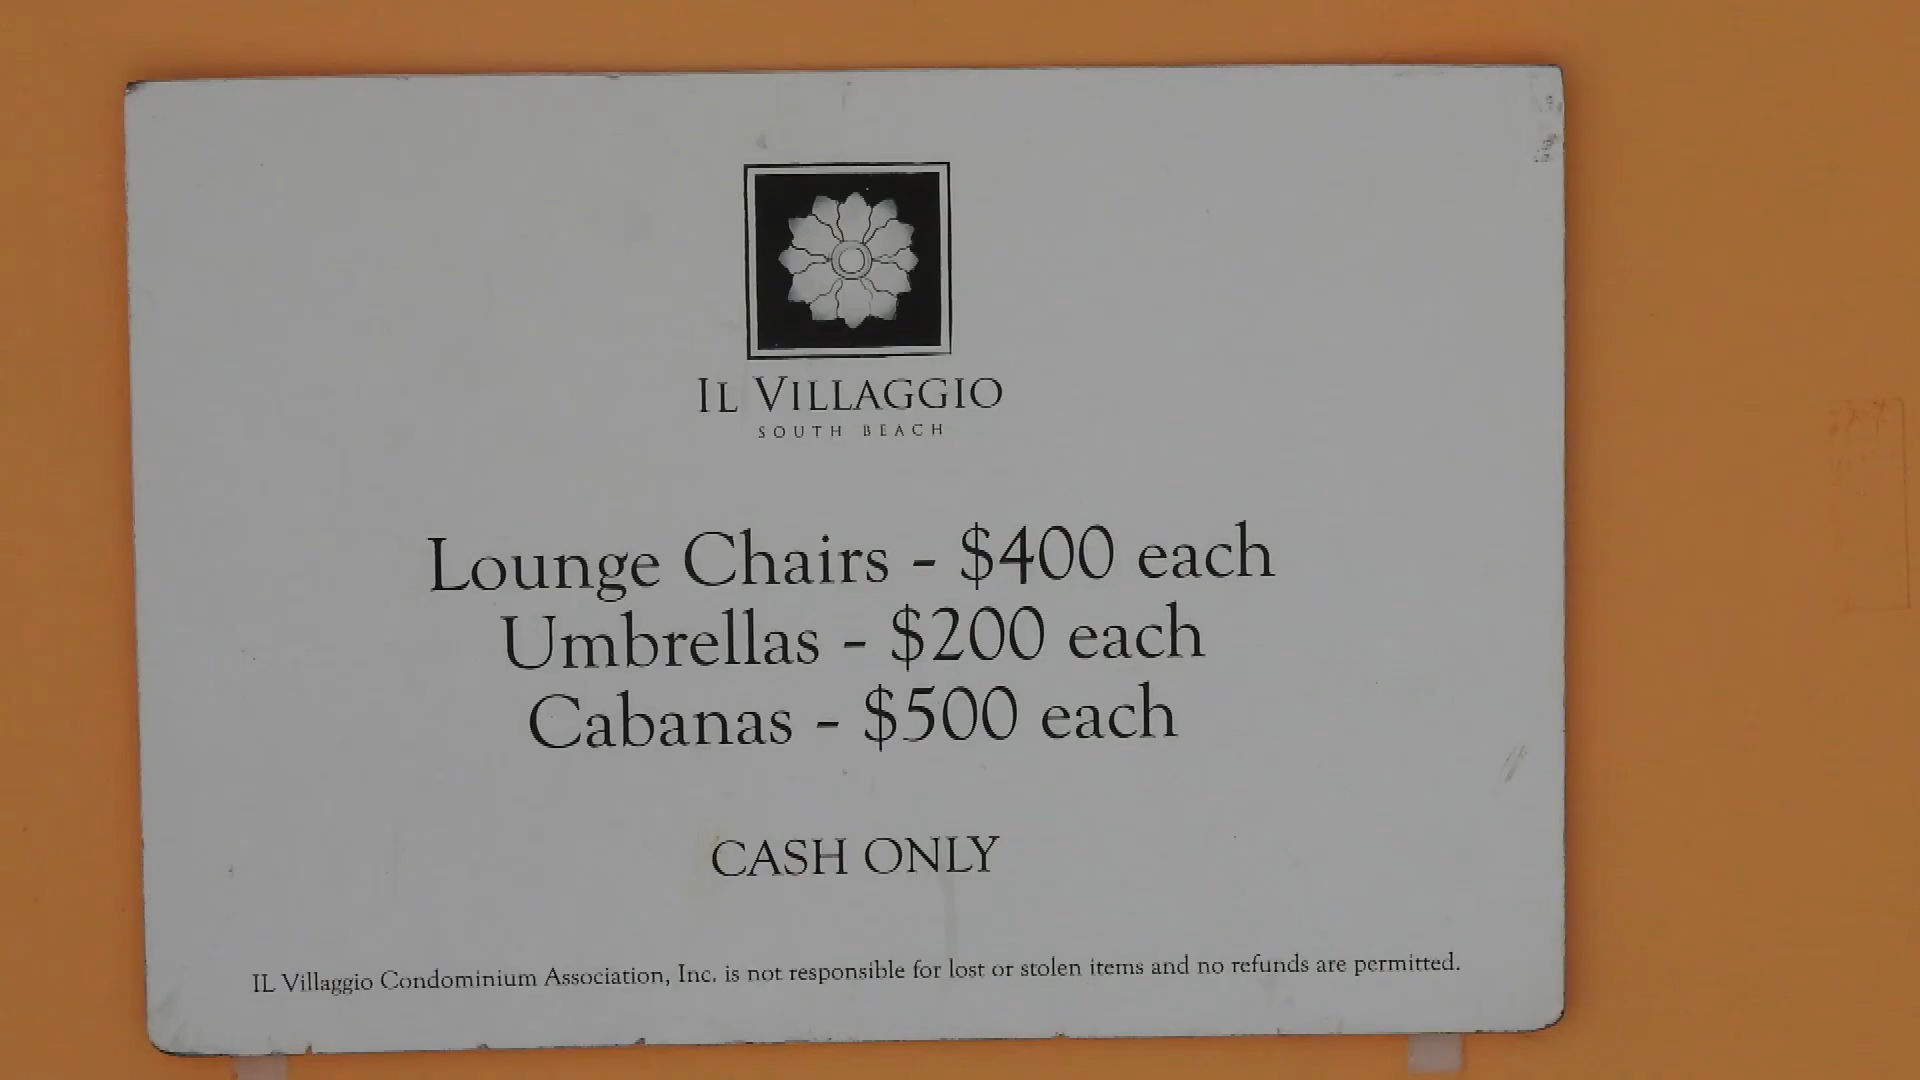 IL VILLAGGIO
SOUTH BEACH
Lounge Chairs - $400 each
Umbrellas - $200 each
Cabanas - $500 each
CASH ONLY
IL Villaggio Condominium Association, Inc. is not responsible for lost or stolen items and no refunds are permitted.